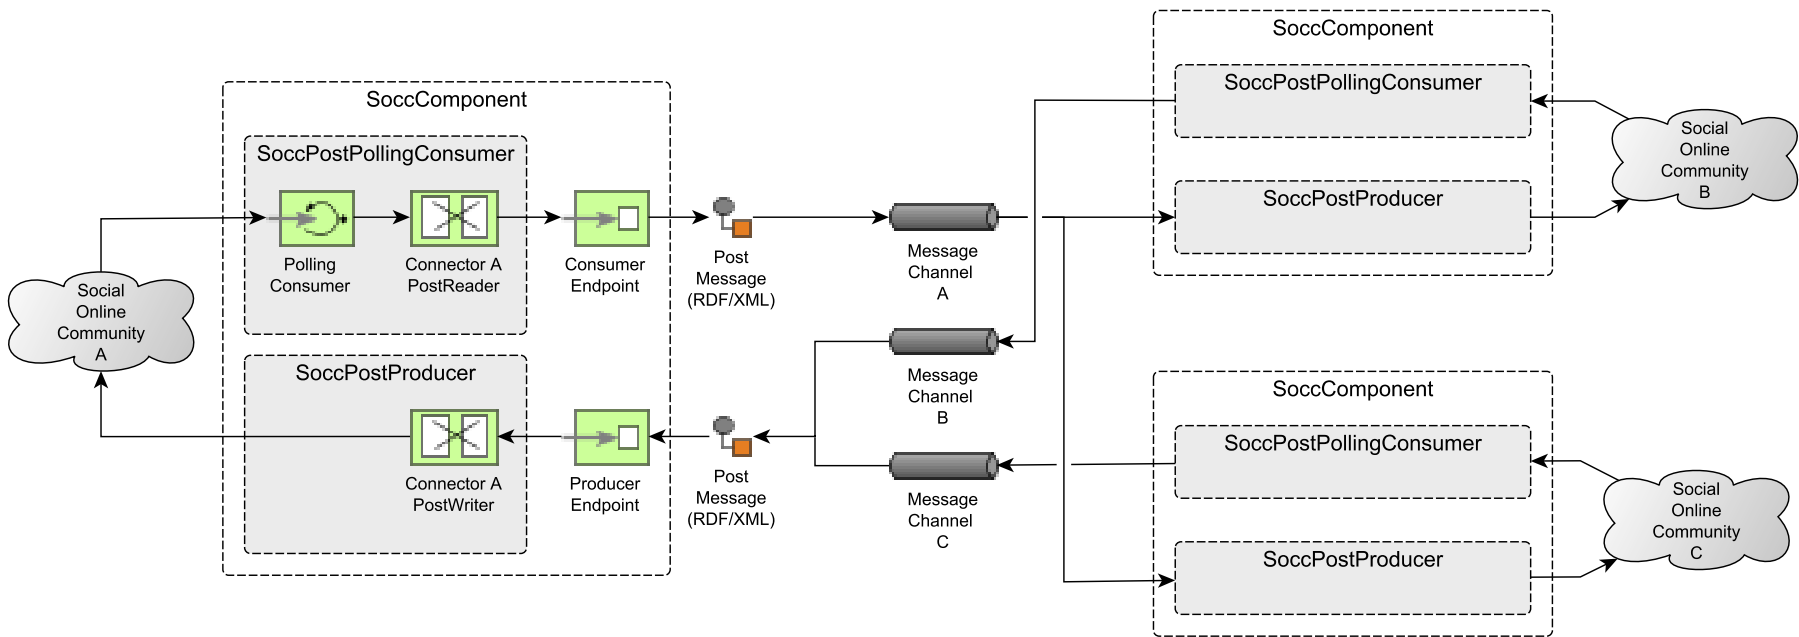 SoccComponent
SoccPostPollingConsumer
Polling
Consumer
Connector A
PostReader
Consumer
Endpoint
Social
Online
Community
A
SoccPostProducer
Connector A
PostWriter
Producer
Endpoint
Post
Message
(RDF/XML)
Post
Message
(RDF/XML)
Message
Channel
A
Message
Channel
B
Message
Channel
C
SoccComponent
SoccPostPollingConsumer
SoccPostProducer
Social
Online
Community
B
SoccComponent
SoccPostPollingConsumer
SoccPostProducer
Social
Online
Community
C